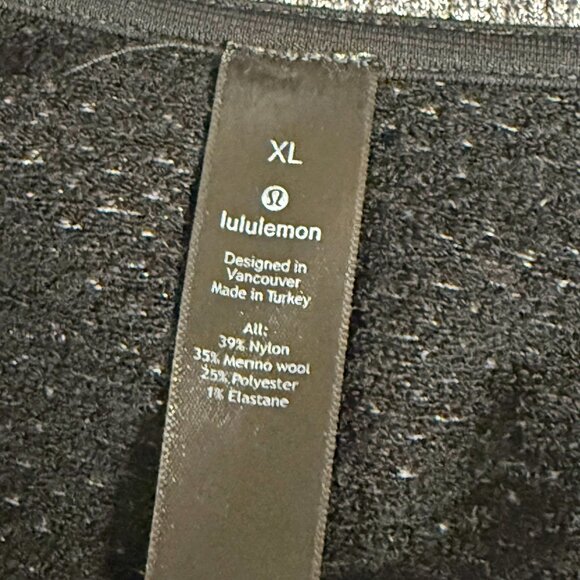 XL
lululemon
Designed in
Vancouver
Made in Turkey
All:
39% Nylon
35% Merino wool
25% Polyester
1% Elastane